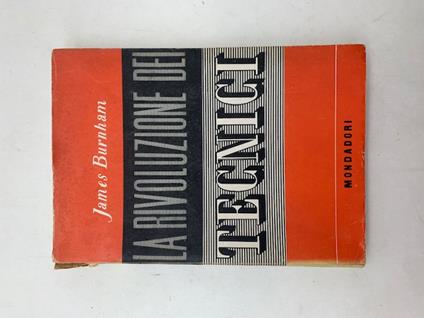 James Burnham
LA RIVOLUZIONE DEI
TECNICI
MONDADORI